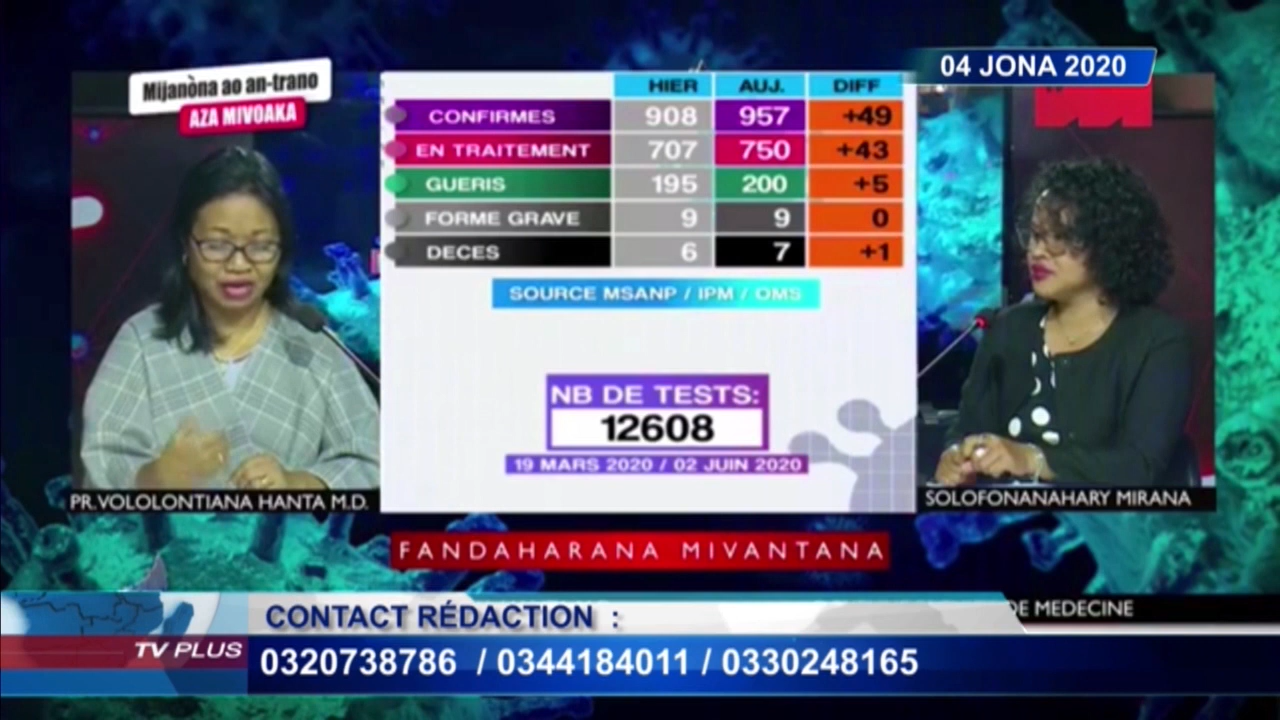 04 JONA 2020
Mijanòna ao an-trano
AZA MIVOAKA
HIER AUJ. DIFF
CONFIRMES 908 957 +49
EN TRAITEMENT 707 750 +43
GUERIS 195 200 +5
FORME GRAVE 9 9 0
DECES 6 7 +1
SOURCE MSANP / IPM / OMS
NB DE TESTS:
12608
19 MARS 2020 / 02 JUIN 2020
PR.VOLOLONTIANA HANTA M.D.
SOLOFONANAHARY MIRANA
FANDAHARANA MIVANTANA
CONTACT RÉDACTION :
DE MEDECINE
TV PLUS
0320738786 / 0344184011 / 0330248165